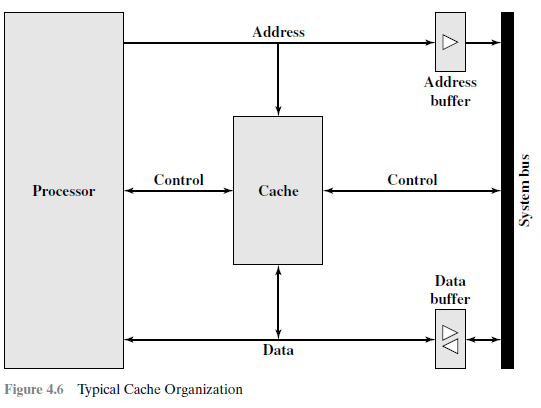 Address
Address
buffer
Processor
Control
Cache
Control
System bus
Data
buffer
Data
Figure 4.6 Typical Cache Organization